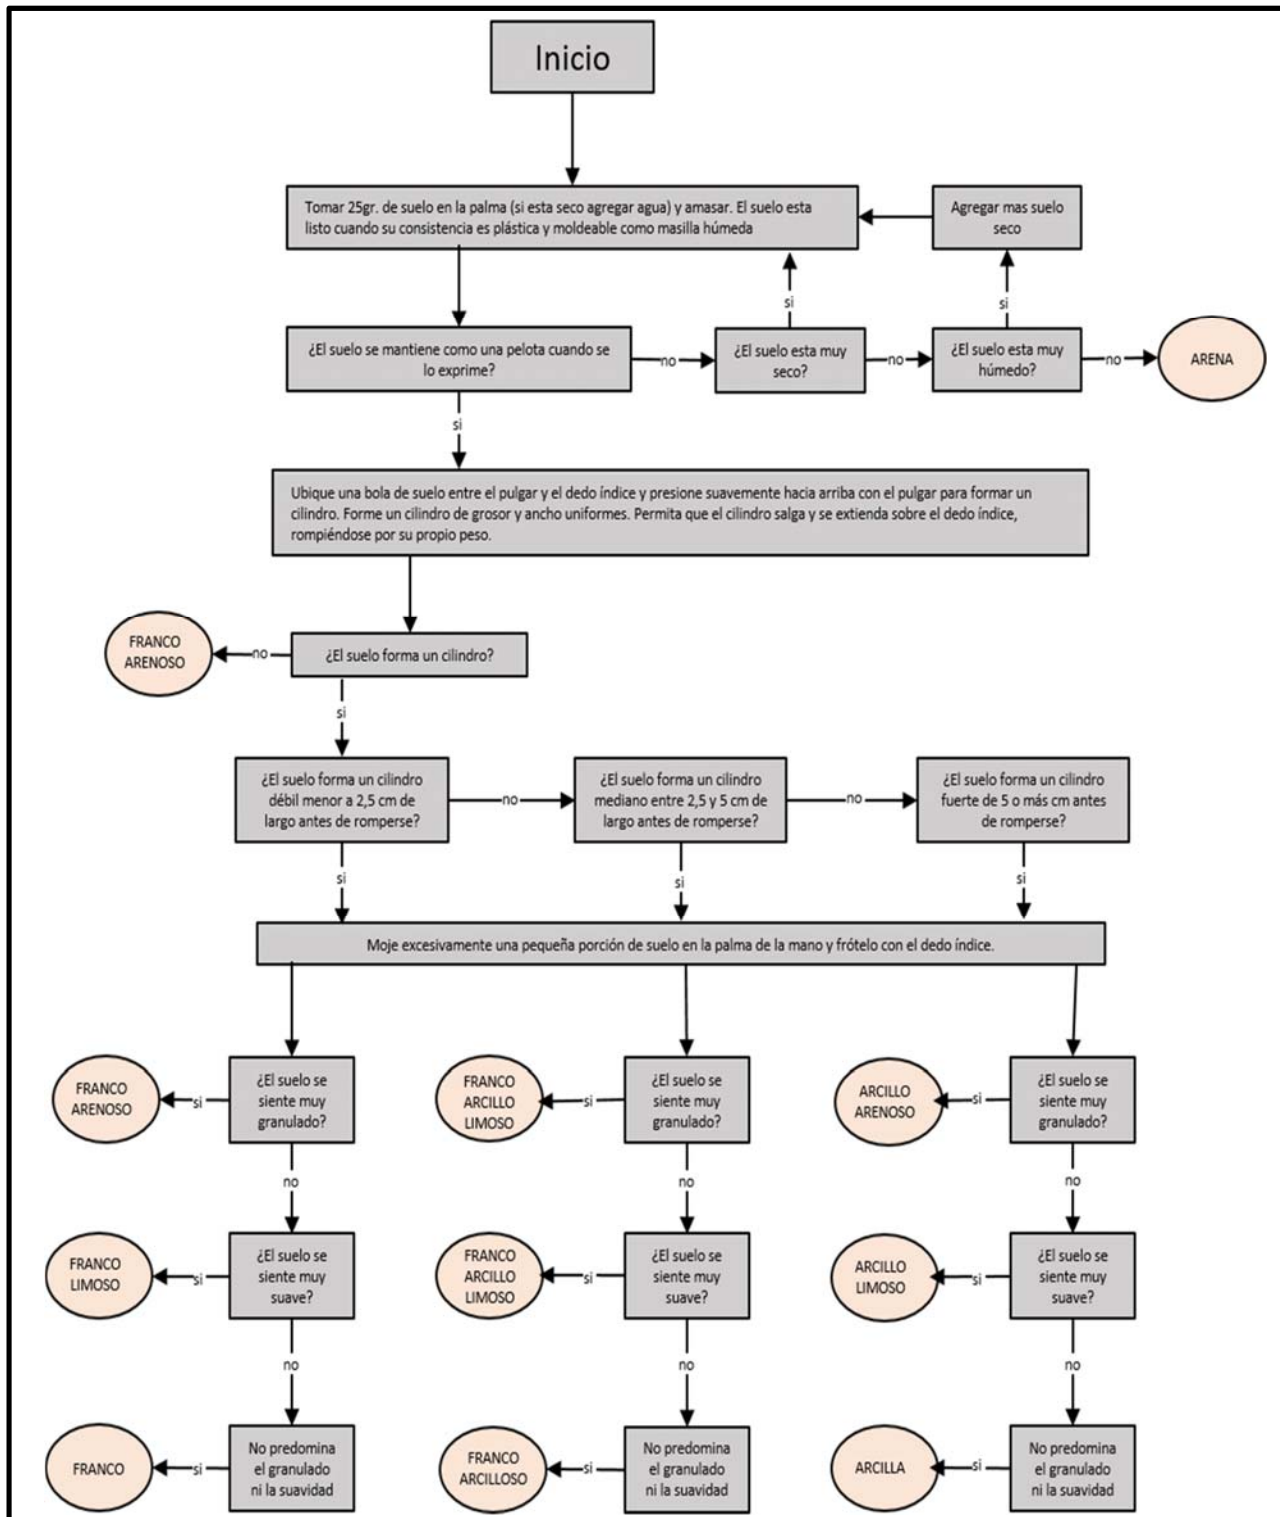 Inicio
Tomar 25gr. de suelo en la palma (si esta seco agregar agua) y amasar. El suelo esta
listo cuando su consistencia es plástica y moldeable como masilla húmeda
Agregar mas suelo
seco
si
si
¿El suelo se mantiene como una pelota cuando se
lo exprime?
no
¿El suelo esta muy
seco?
no
¿El suelo esta muy
húmedo?
no
ARENA
si
Ubique una bola de suelo entre el pulgar y el dedo índice y presione suavemente hacia arriba con el pulgar para formar un
cilindro. Forme un cilindro de grosor y ancho uniformes. Permita que el cilindro salga y se extienda sobre el dedo índice,
rompiéndose por su propio peso.
FRANCO
ARENOSO
no
¿El suelo forma un cilindro?
si
¿El suelo forma un cilindro
débil menor a 2,5 cm de
largo antes de romperse?
no
¿El suelo forma un cilindro
mediano entre 2,5 y 5 cm de
largo antes de romperse?
no
¿El suelo forma un cilindro
fuerte de 5 o más cm antes
de romperse?
si
si
si
Moje excesivamente una pequeña porción de suelo en la palma de la mano y frótelo con el dedo índice.
FRANCO
ARENOSO
si
¿El suelo se
siente muy
granulado?
FRANCO
ARCILLO
LIMOSO
si
¿El suelo se
siente muy
granulado?
ARCILLO
ARENOSO
si
¿El suelo se
siente muy
granulado?
no
no
no
FRANCO
LIMOSO
si
¿El suelo se
siente muy
suave?
FRANCO
ARCILLO
LIMOSO
si
¿El suelo se
siente muy
suave?
ARCILLO
LIMOSO
si
¿El suelo se
siente muy
suave?
no
no
no
FRANCO
si
No predomina
el granulado
ni la suavidad
FRANCO
ARCILLOSO
si
No predomina
el granulado
ni la suavidad
ARCILLA
si
No predomina
el granulado
ni la suavidad